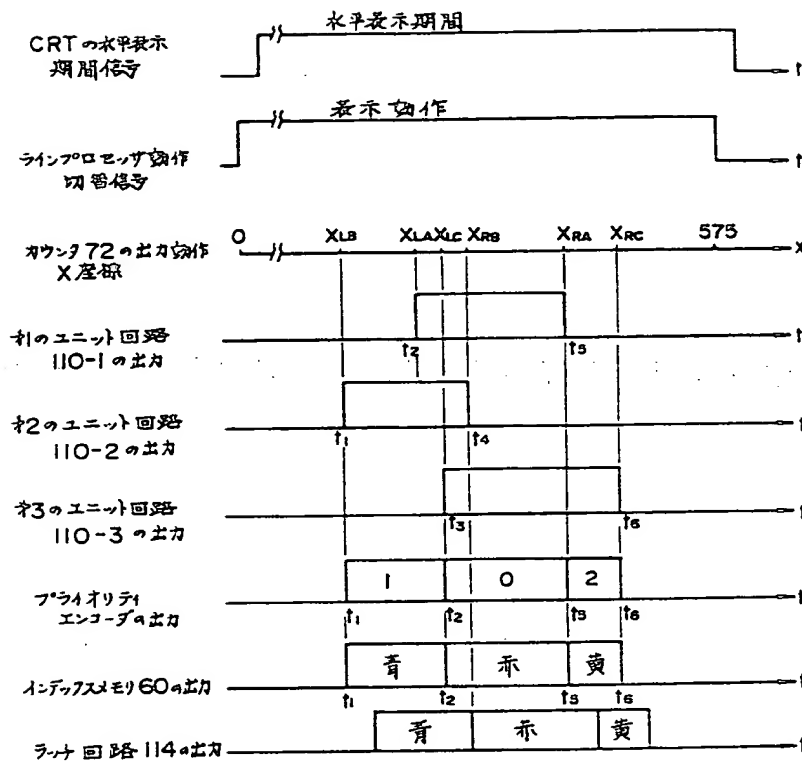 CRTの水平表示
期間信号
水平表示期間
t
表示動作
ラインプロセッサ動作
切替信号
t
カウンタ72の出力動作
X座標
0 XLB XLA XLC XRB XRA XRC 575 X
オ1のユニット回路
110-1の出力
t2 t5 t
オ2のユニット回路
110-2の出力
t1 t4 t
オ3のユニット回路
110-3の出力
t3 t6 t
プライオリティ
エンコーダの出力
1 0 2
t1 t2 t5 t6 t
インデックスメモリ60の出力
青 赤 黄
t1 t2 t5 t6 t
ラッチ回路114の出力
青 赤 黄
t